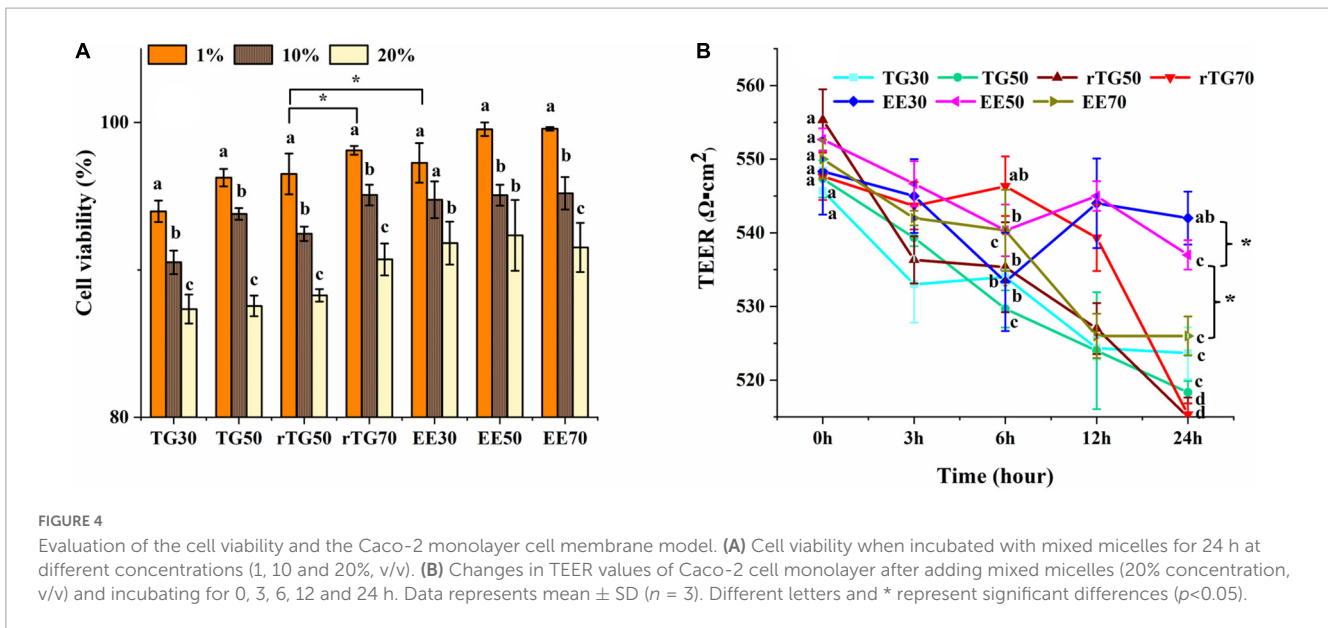 A
1% 10% 20%
*
*
a a a a a a a
b b b b b b b
c c c c b b c
Cell viability (%)
100
80
TG30 TG50 rTG50 rTG70 EE30 EE50 EE70
B
TG30 TG50 rTG50 rTG70
EE30 EE50 EE70
TEER (Ω•cm²)
560
550
540
530
520
a
a
a
a
a
a
a
ab
b
c
b
b
c
ab
c
c
c
c
d
d
*
*
0h 3h 6h 12h 24h
Time (hour)
FIGURE 4
Evaluation of the cell viability and the Caco-2 monolayer cell membrane model. (A) Cell viability when incubated with mixed micelles for 24 h at
different concentrations (1, 10 and 20%, v/v). (B) Changes in TEER values of Caco-2 cell monolayer after adding mixed micelles (20% concentration,
v/v) and incubating for 0, 3, 6, 12 and 24 h. Data represents mean ± SD (n = 3). Different letters and * represent significant differences (p<0.05).